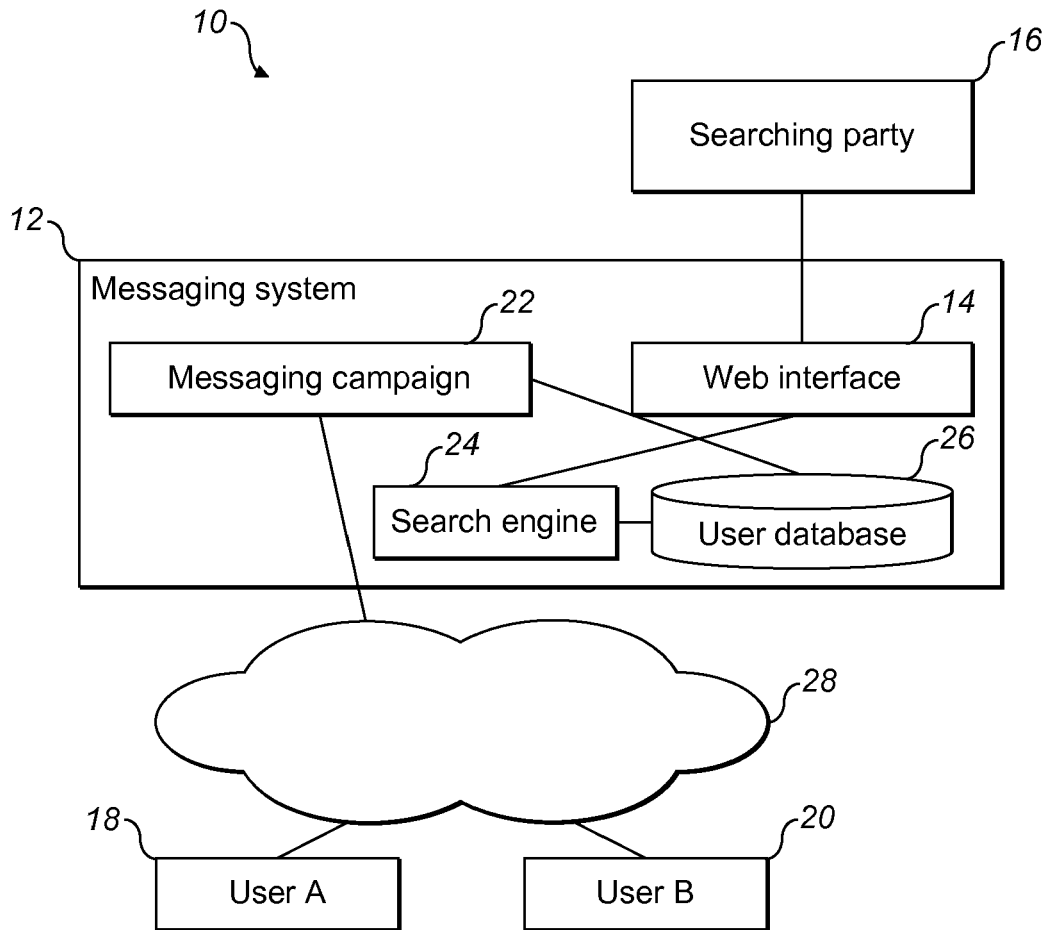 10
16
Searching party
12
Messaging system
22
14
Messaging campaign
Web interface
24
26
Search engine
User database
28
18
20
User A
User B